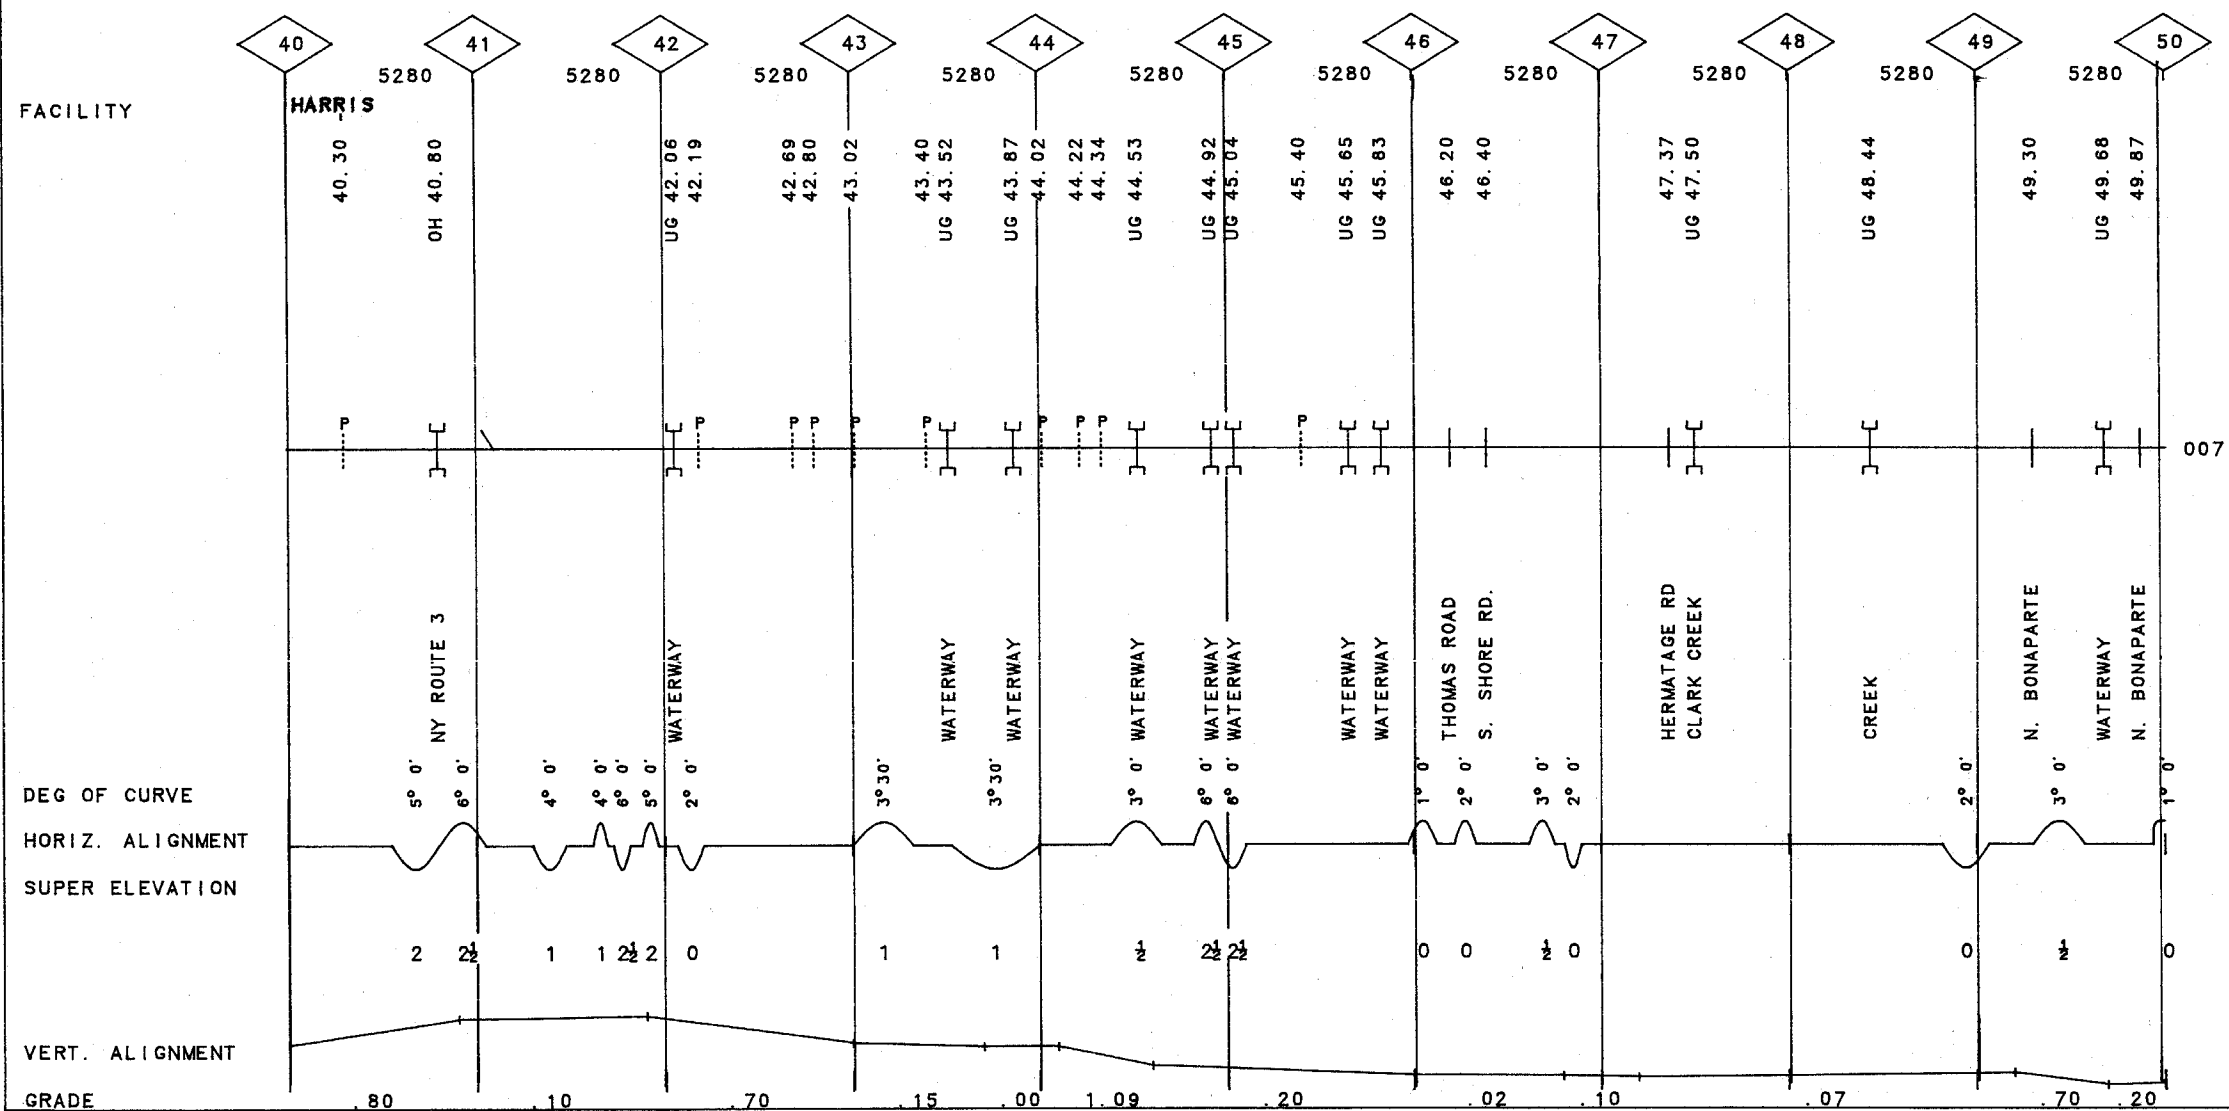 40 41 42 43 44 45 46 47 48 49 50
5280 5280 5280 5280 5280 5280 5280 5280 5280 5280
FACILITY
HARRIS
40.30
OH 40.80
UG 42.06
42.19
42.69
42.80
43.02
43.40
UG 43.52
UG 43.87
44.02
44.22
44.34
UG 44.53
UG 44.92
UG 45.04
45.40
UG 45.65
UG 45.83
46.20
46.40
47.37
UG 47.50
UG 48.44
49.30
UG 49.68
49.87
P P P P P P P P P P
007
NY ROUTE 3
WATERWAY
WATERWAY
WATERWAY
WATERWAY
WATERWAY
WATERWAY
WATERWAY
WATERWAY
THOMAS ROAD
S. SHORE RD.
HERMATAGE RD
CLARK CREEK
CREEK
N. BONAPARTE
WATERWAY
N. BONAPARTE
DEG OF CURVE
5° 0' 6° 0' 4° 0' 4° 0' 6° 0' 5° 0' 2° 0' 3°30' 3°30' 3° 0' 6° 0' 6° 0' 1° 0' 2° 0' 3° 0' 2° 0' 2° 0' 3° 0' 1° 0'
HORIZ. ALIGNMENT
SUPER ELEVATION
2 2½ 1 1 2½ 2 0 1 1 ½ 2½ 2½ 0 0 ½ 0 0 ½ 0
VERT. ALIGNMENT
GRADE .80 .10 .70 .15 .00 1.09 .20 .02 .10 .07 .70 .20